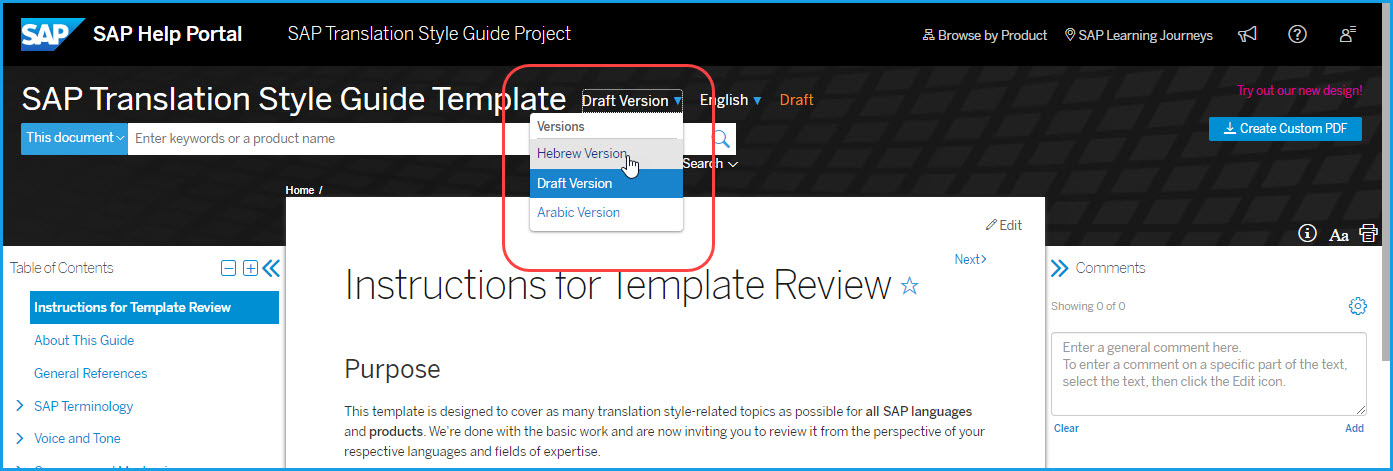 SAP SAP Help Portal SAP Translation Style Guide Project Browse by Product SAP Learning Journeys
SAP Translation Style Guide Template Draft Version English Draft
Try out our new design!
This document Enter keywords or a product name
Create Custom PDF
Versions
Hebrew Version
Draft Version
Arabic Version
Search
Home /
Edit
Aa
Next
Table of Contents
Instructions for Template Review
About This Guide
General References
SAP Terminology
Voice and Tone
Instructions for Template Review
Purpose
This template is designed to cover as many translation style-related topics as possible for all SAP languages
and products. We're done with the basic work and are now inviting you to review it from the perspective of your
respective languages and fields of expertise.
Comments
Showing 0 of 0
Enter a general comment here.
To enter a comment on a specific part of the text,
select the text, then click the Edit icon.
Clear Add